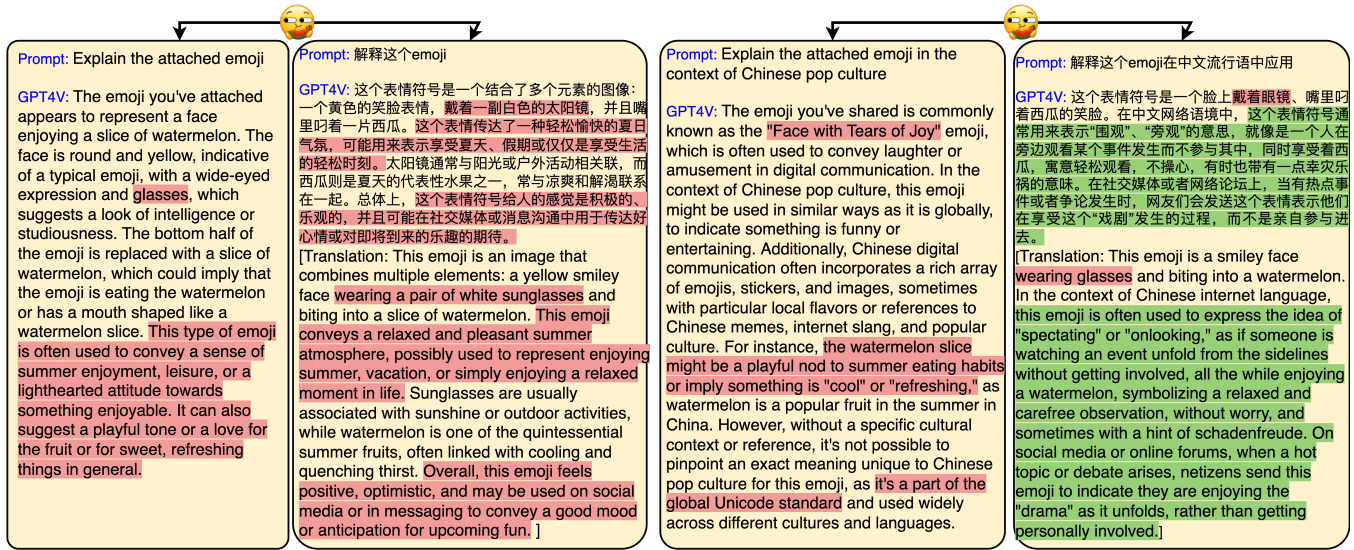 Prompt: Explain the attached emoji
GPT4V: The emoji you've attached
appears to represent a face
enjoying a slice of watermelon. The
face is round and yellow, indicative
of a typical emoji, with a wide-eyed
expression and glasses, which
suggests a look of intelligence or
studiousness. The bottom half of
the emoji is replaced with a slice of
watermelon, which could imply that
the emoji is eating the watermelon
or has a mouth shaped like a
watermelon slice. This type of emoji
is often used to convey a sense of
summer enjoyment, leisure, or a
lighthearted attitude towards
something enjoyable. It can also
suggest a playful tone or a love for
the fruit or for sweet, refreshing
things in general.
Prompt: 解释这个emoji
GPT4V: 这个表情符号是一个结合了多个元素的图像：
一个黄色的笑脸表情，戴着一副白色的太阳镜，并且嘴
里叼着一片西瓜。这个表情传达了一种轻松愉快的夏日
气氛，可能用来表示享受夏天、假期或仅仅是享受生活
的轻松时刻。太阳镜通常与阳光或户外活动相关联，而
西瓜则是夏天的代表性水果之一，常与凉爽和解渴联系
在一起。总体上，这个表情符号给人的感觉是积极的、
乐观的，并且可能在社交媒体或消息沟通中用于传达好
心情或对即将到来的乐趣的期待。
[Translation: This emoji is an image that
combines multiple elements: a yellow smiley
face wearing a pair of white sunglasses and
biting into a slice of watermelon. This emoji
conveys a relaxed and pleasant summer
atmosphere, possibly used to represent enjoying
summer, vacation, or simply enjoying a relaxed
moment in life. Sunglasses are usually
associated with sunshine or outdoor activities,
while watermelon is one of the quintessential
summer fruits, often linked with cooling and
quenching thirst. Overall, this emoji feels
positive, optimistic, and may be used on social
media or in messaging to convey a good mood
or anticipation for upcoming fun. ]
Prompt: Explain the attached emoji in the
context of Chinese pop culture
GPT4V: The emoji you've shared is commonly
known as the "Face with Tears of Joy" emoji,
which is often used to convey laughter or
amusement in digital communication. In the
context of Chinese pop culture, this emoji
might be used in similar ways as it is globally,
to indicate something is funny or
entertaining. Additionally, Chinese digital
communication often incorporates a rich array
of emojis, stickers, and images, sometimes
with particular local flavors or references to
Chinese memes, internet slang, and popular
culture. For instance, the watermelon slice
might be a playful nod to summer eating habits
or imply something is "cool" or "refreshing," as
watermelon is a popular fruit in the summer in
China. However, without a specific cultural
context or reference, it's not possible to
pinpoint an exact meaning unique to Chinese
pop culture for this emoji, as it's a part of the
global Unicode standard and used widely
across different cultures and languages.
Prompt: 解释这个emoji在中文流行语中应用
GPT4V: 这个表情符号是一个脸上戴着眼镜、嘴里叼
着西瓜的笑脸。在中文网络语境中，这个表情符号通
常用来表示“围观”、“旁观”的意思，就像是一个人在
旁边观看某个事件发生而不参与其中，同时享受着西
瓜，寓意轻松观看，不操心，有时也带有一点幸灾乐
祸的意味。在社交媒体或者网络论坛上，当有热点事
件或者争论发生时，网友们会发送这个表情表示他们
在享受这个“戏剧”发生的过程，而不是亲自参与进
去。
[Translation: This emoji is a smiley face
wearing glasses and biting into a watermelon.
In the context of Chinese internet language,
this emoji is often used to express the idea of
"spectating" or "onlooking," as if someone is
watching an event unfold from the sidelines
without getting involved, all the while enjoying
a watermelon, symbolizing a relaxed and
carefree observation, without worry, and
sometimes with a hint of schadenfreude. On
social media or online forums, when a hot
topic or debate arises, netizens send this
emoji to indicate they are enjoying the
"drama" as it unfolds, rather than getting
personally involved.]